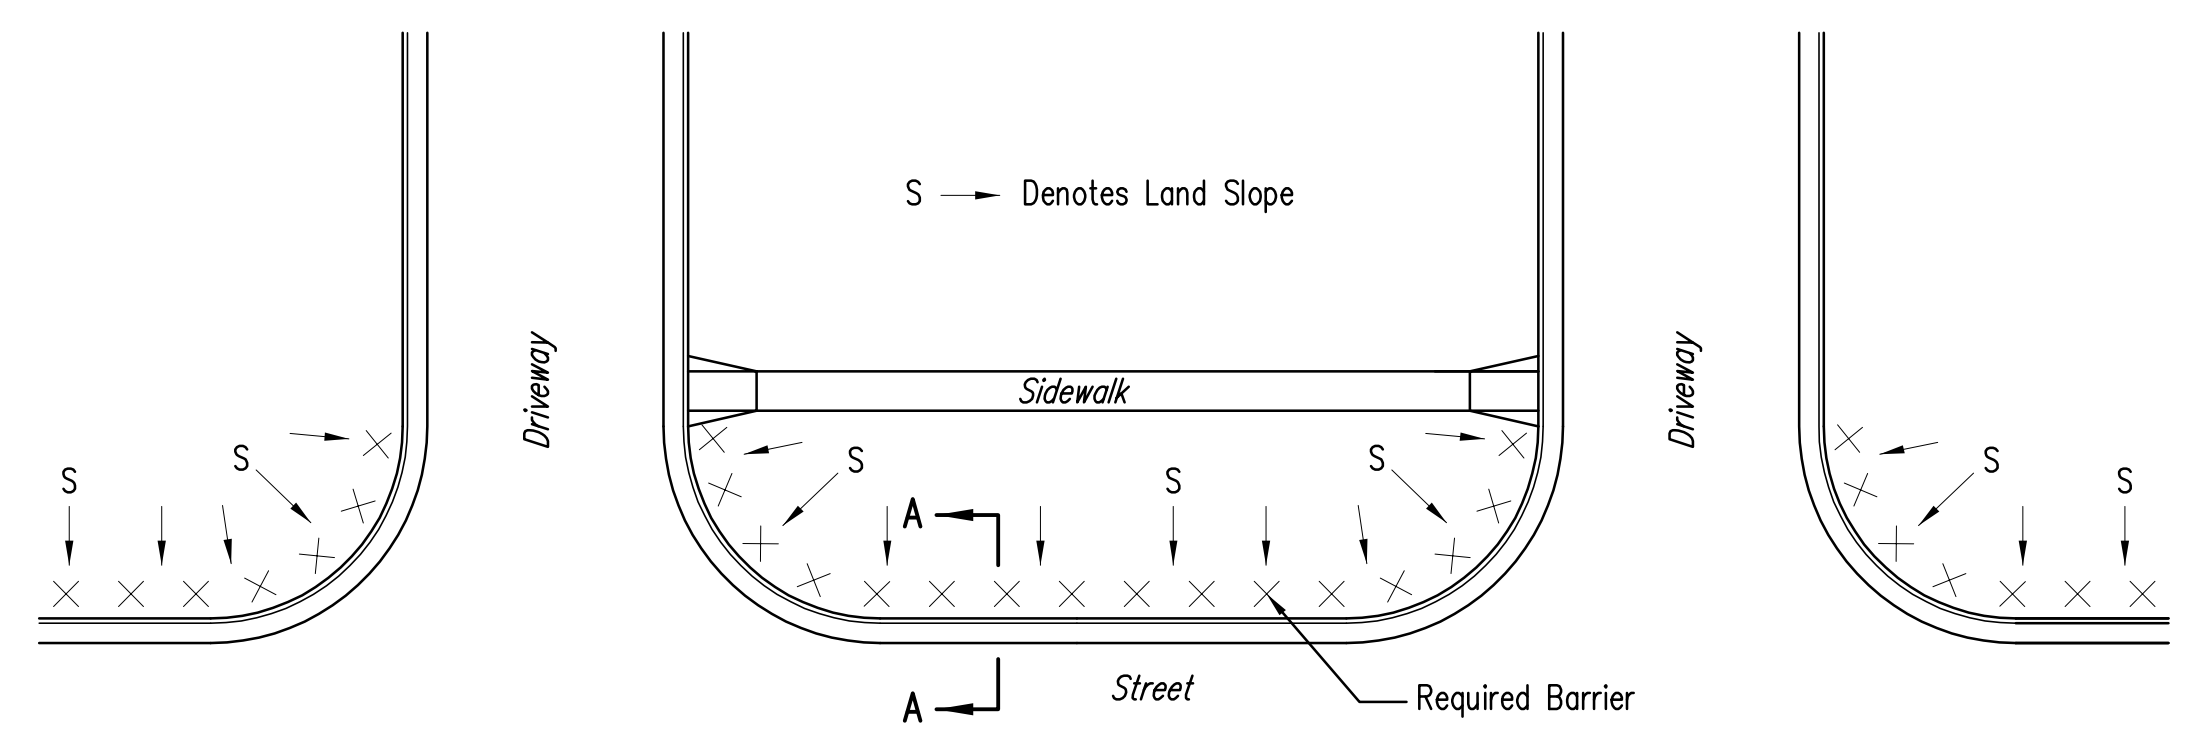 S Denotes Land Slope
Driveway
Driveway
Sidewalk
S
S
S
S
S
S
S
A
A
Street
Required Barrier